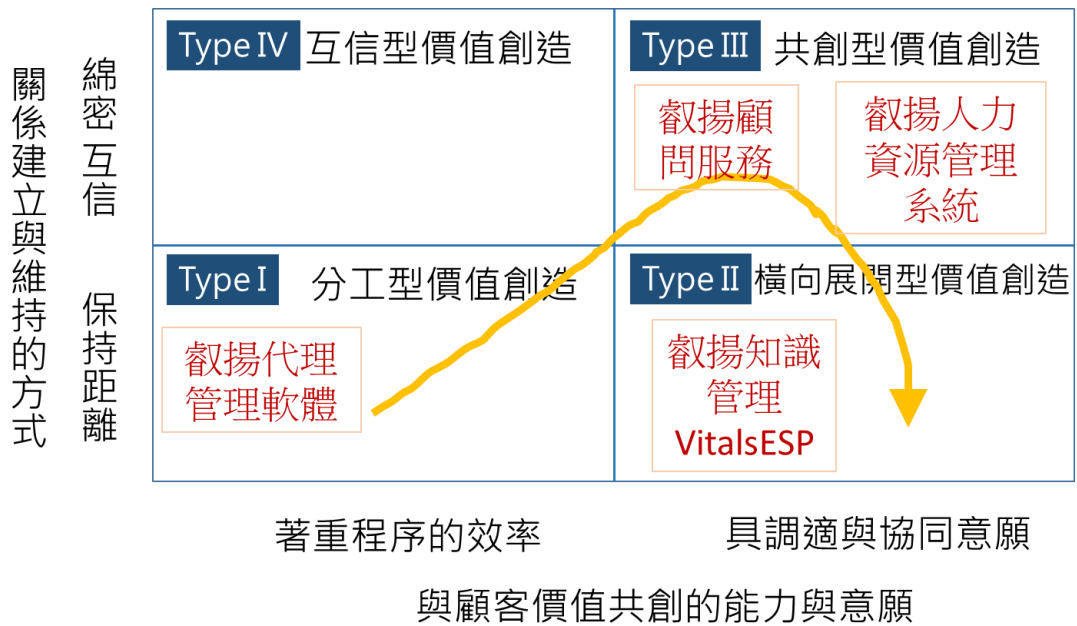 關係建立與維持的方式
綿密互信
保持距離
Type IV 互信型價值創造
Type III 共創型價值創造
叡揚顧
問服務
叡揚人力
資源管理
系統
Type I 分工型價值創造
叡揚代理
管理軟體
Type II 橫向展開型價值創造
叡揚知識
管理
VitalsESP
著重程序的效率
具調適與協同意願
與顧客價值共創的能力與意願